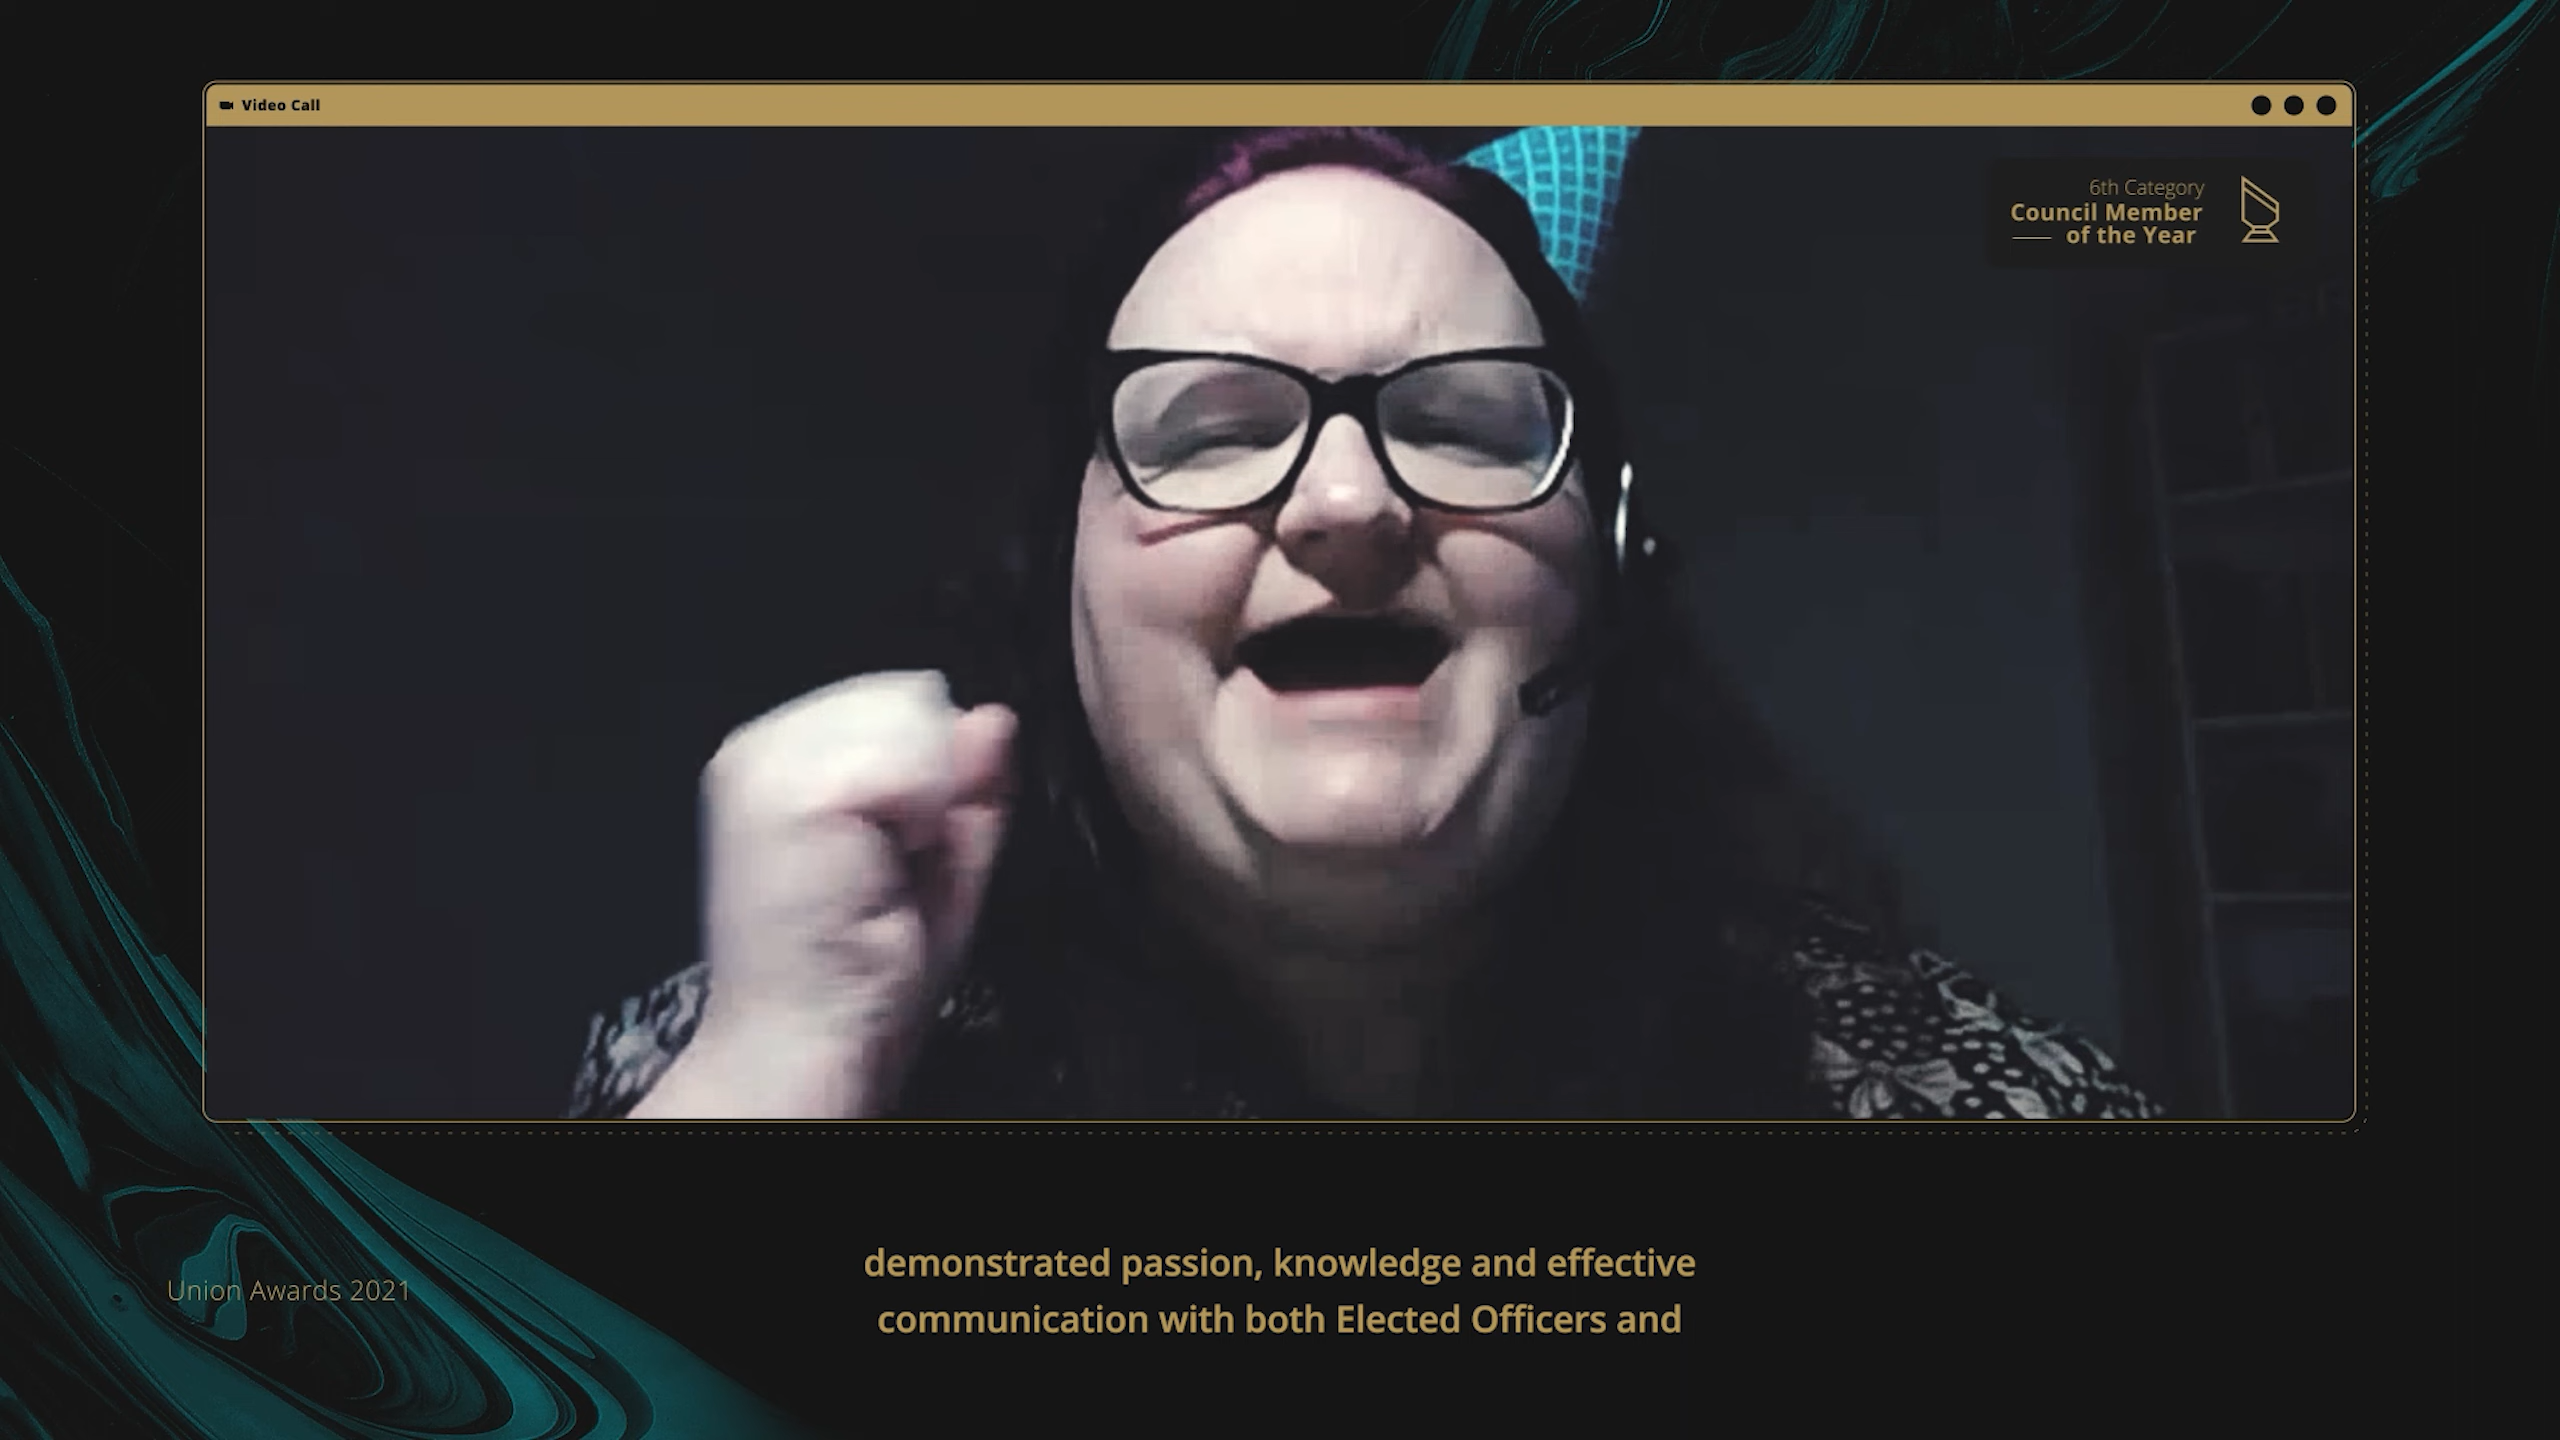 Video Call
6th Category
Council Member
of the Year
demonstrated passion, knowledge and effective
communication with both Elected Officers and
Union Awards 2021